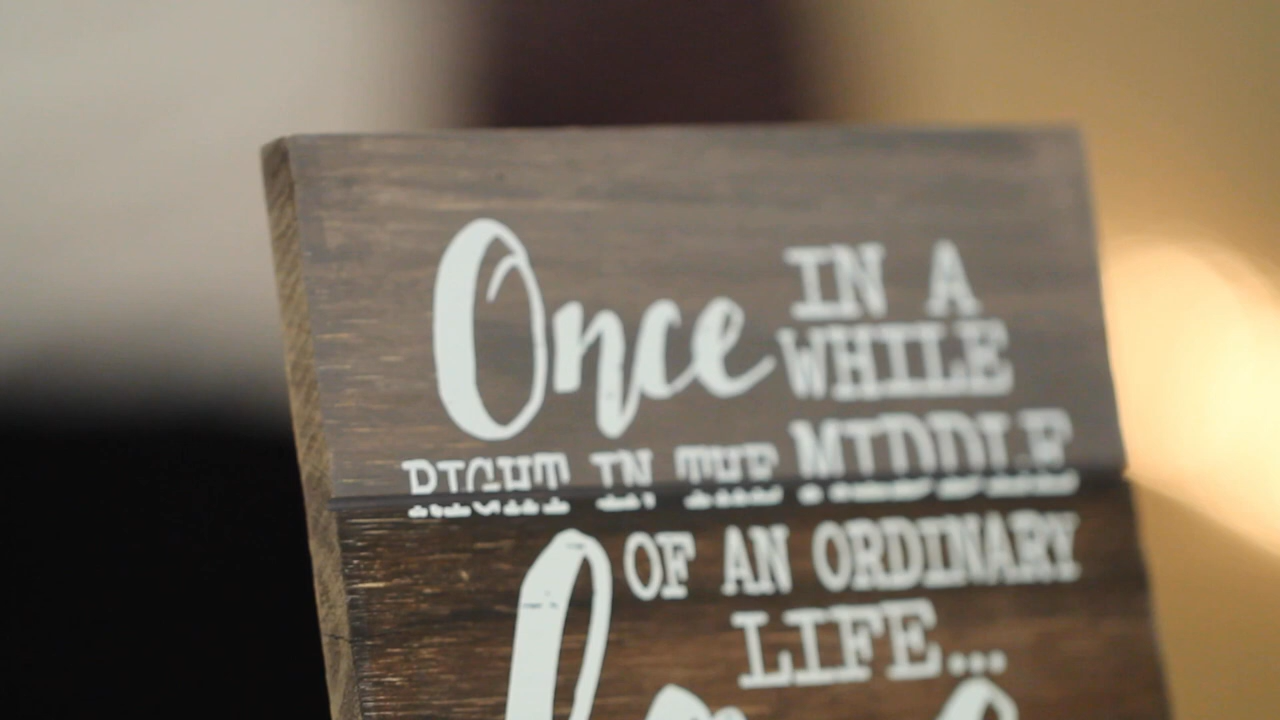 Once IN A
WHILE
RIGHT IN THE MIDDLE
OF AN ORDINARY
LIFE...